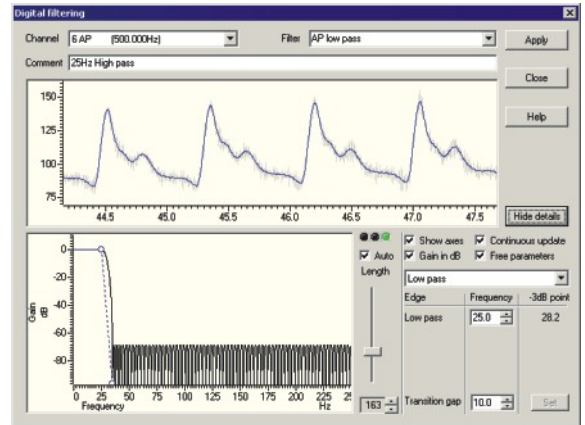 Digital filtering
Channel 6 AP (500.000Hz) Filter AP low pass Apply
Comment 25Hz High pass
Close
Help
150
125
100
75
44.5 45.0 45.5 46.0 46.5 47.0 47.5
Hide details
0
-20
-40
-60
-80
Gain dB
0 25 50 75 100 125 150 175 200 225 25
Frequency Hz
Auto
Length
163
Show axes Continuous update
Gain in dB Free parameters
Low pass
Edge Frequency -3dB point
Low pass 25.0 28.2
Transition gap 10.0 Set